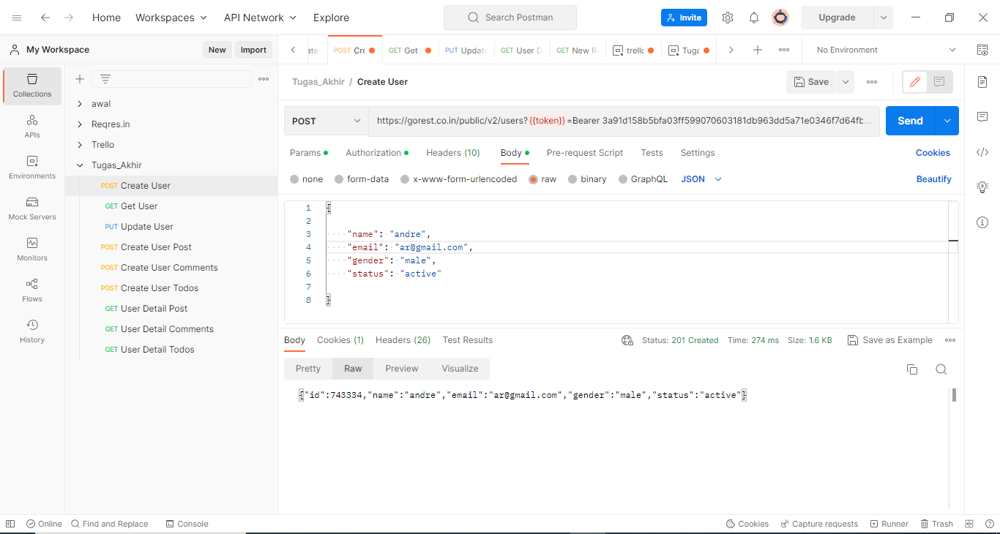 Home Workspaces API Network Explore Search Postman Invite Upgrade
My Workspace New Import
POST Cre GET Get PUT Update GET User D GET New R trello Tuga No Environment
Collections
APIs
Environments
Mock Servers
Monitors
Flows
History
awal
Reqres.in
Trello
Tugas_Akhir
POST Create User
GET Get User
PUT Update User
POST Create User Post
POST Create User Comments
POST Create User Todos
GET User Detail Post
GET User Detail Comments
GET User Detail Todos
Tugas_Akhir / Create User Save
POST https://gorest.co.in/public/v2/users?{{token}}=Bearer 3a91d158b5bfa03ff599070603181db963dd5a71e0346f7d64fb... Send
Params Authorization Headers (10) Body Pre-request Script Tests Settings Cookies
none form-data x-www-form-urlencoded raw binary GraphQL JSON Beautify
1 {
2
3 "name": "andre",
4 "email": "ar@gmail.com",
5 "gender": "male",
6 "status": "active"
7
8 }
Body Cookies (1) Headers (26) Test Results Status: 201 Created Time: 274 ms Size: 1.6 KB Save as Example
Pretty Raw Preview Visualize
{"id":743334,"name":"andre","email":"ar@gmail.com","gender":"male","status":"active"}
Online Find and Replace Console Cookies Capture requests Runner Trash